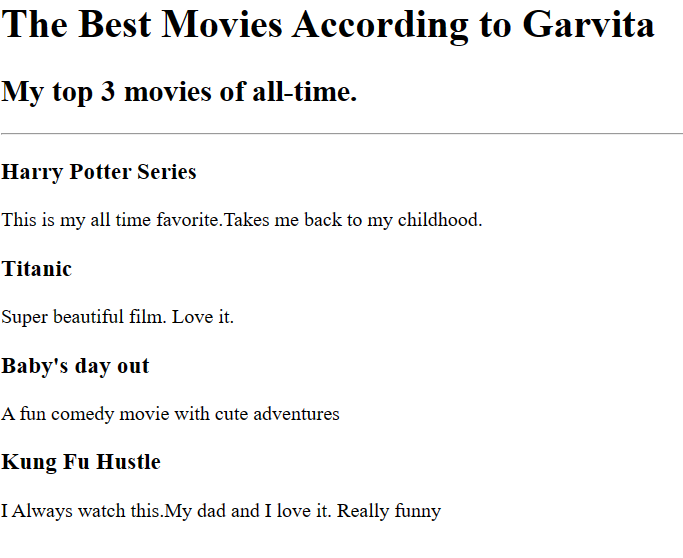 The Best Movies According to Garvita
My top 3 movies of all-time.
Harry Potter Series
This is my all time favorite.Takes me back to my childhood.
Titanic
Super beautiful film. Love it.
Baby's day out
A fun comedy movie with cute adventures
Kung Fu Hustle
I Always watch this.My dad and I love it. Really funny